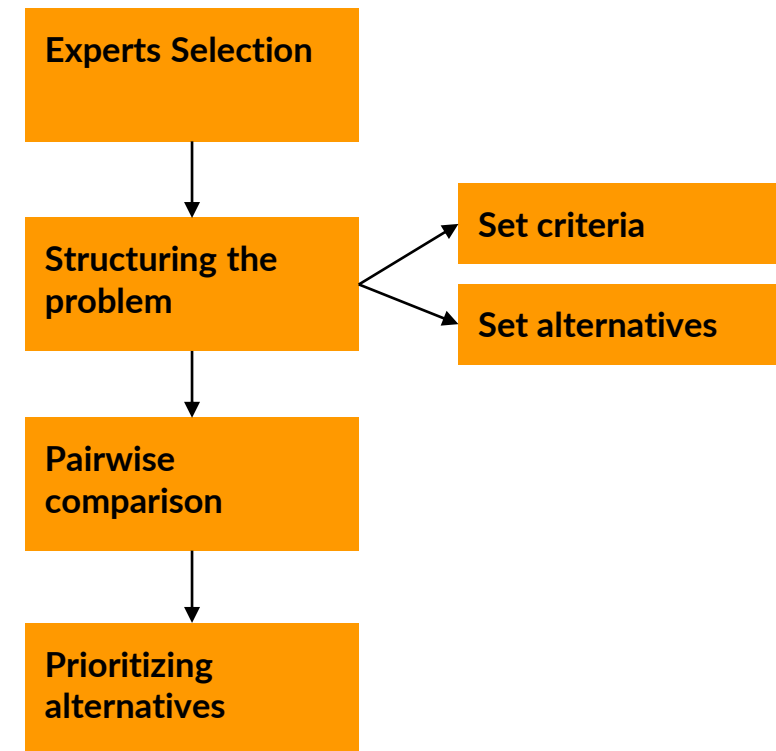 Experts Selection
Structuring the
problem
Set criteria
Set alternatives
Pairwise
comparison
Prioritizing
alternatives